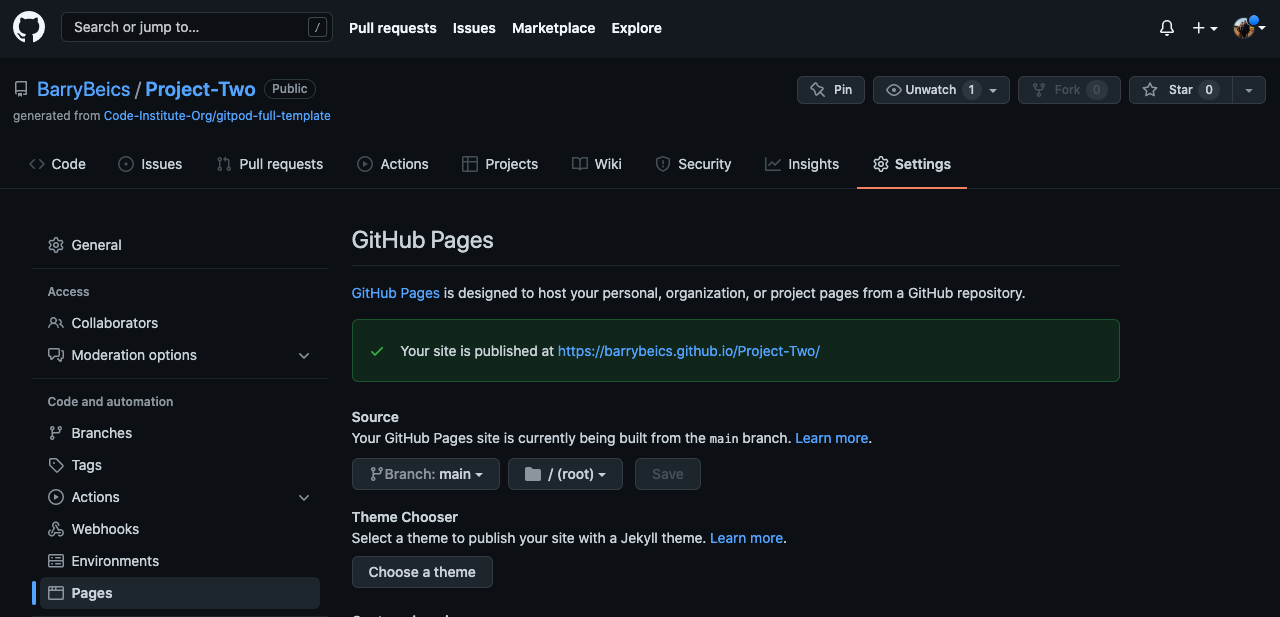 Search or jump to... /
Pull requests Issues Marketplace Explore
BarryBeics / Project-Two Public
Pin Unwatch 1 Fork 0 Star 0
generated from Code-Institute-Org/gitpod-full-template
Code Issues Pull requests Actions Projects Wiki Security Insights Settings
General
Access
Collaborators
Moderation options
Code and automation
Branches
Tags
Actions
Webhooks
Environments
Pages
GitHub Pages
GitHub Pages is designed to host your personal, organization, or project pages from a GitHub repository.
Your site is published at https://barrybeics.github.io/Project-Two/
Source
Your GitHub Pages site is currently being built from the main branch. Learn more.
Branch: main / (root) Save
Theme Chooser
Select a theme to publish your site with a Jekyll theme. Learn more.
Choose a theme